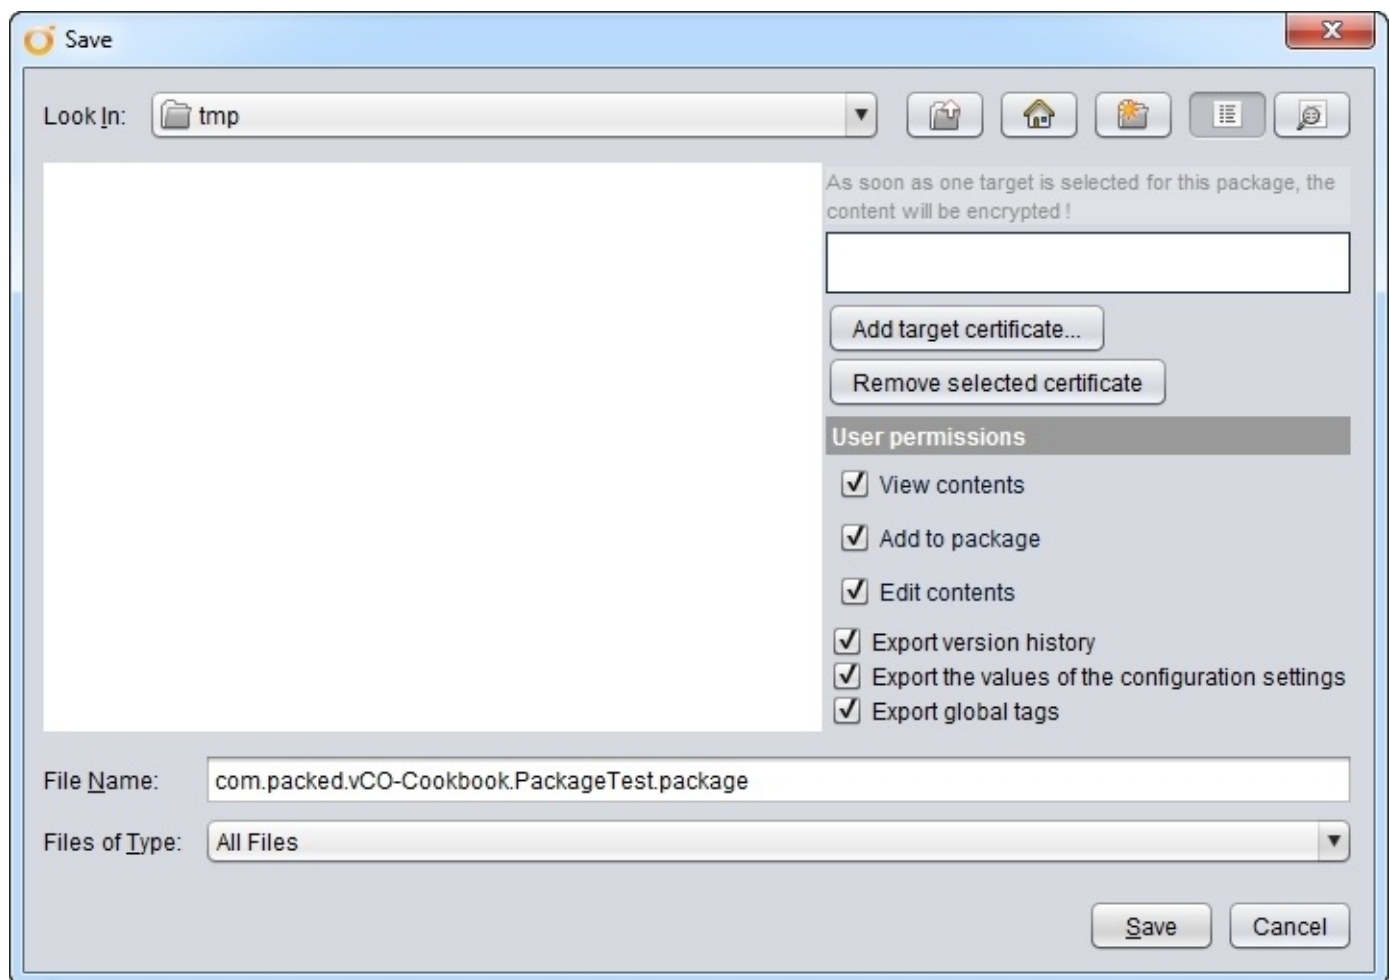 Save
Look In:
tmp
As soon as one target is selected for this package, the
content will be encrypted !
Add target certificate...
Remove selected certificate
User permissions
View contents
Add to package
Edit contents
Export version history
Export the values of the configuration settings
Export global tags
File Name:
com.packed.vCO-Cookbook.PackageTest.package
Files of Type:
All Files
Save
Cancel